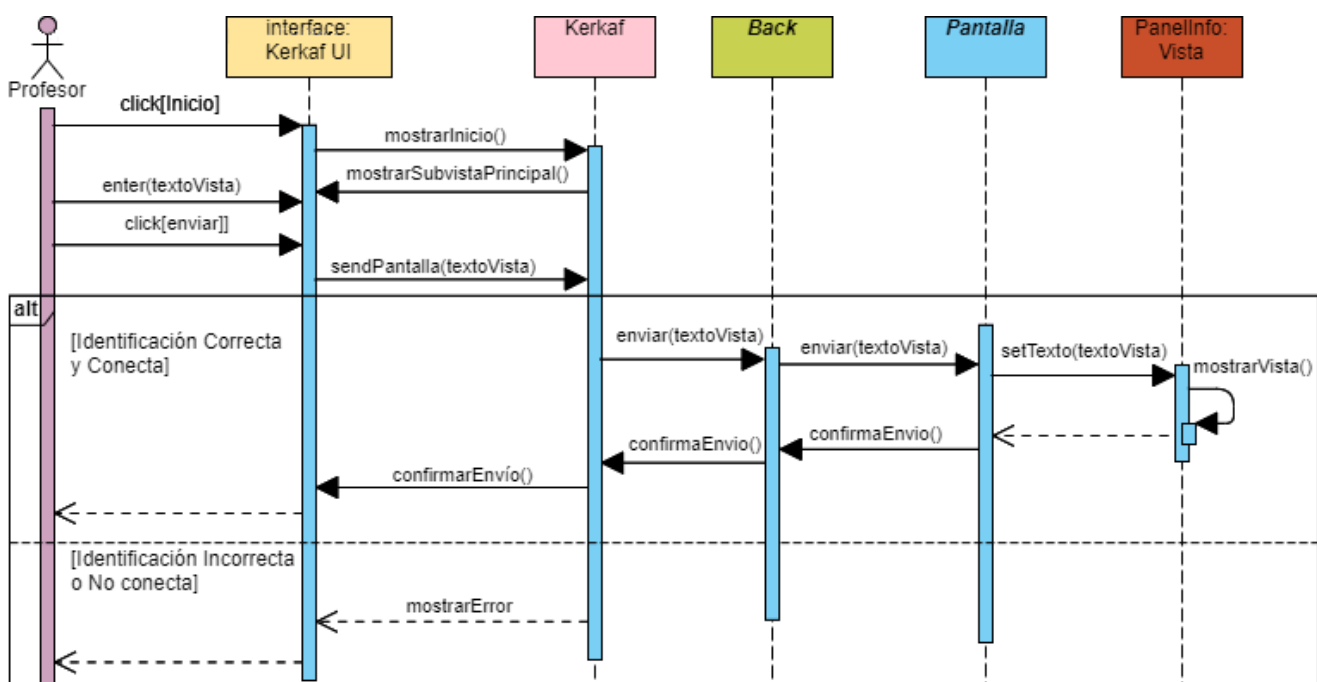 interface:
Kerkaf UI
Kerkaf
Back
Pantalla
PanelInfo:
Vista
Profesor
click[Inicio]
mostrarInicio()
mostrarSubvistaPrincipal()
enter(textoVista)
click[enviar]]
sendPantalla(textoVista)
alt
[Identificación Correcta
y Conecta]
enviar(textoVista)
enviar(textoVista)
setTexto(textoVista)
mostrarVista()
confirmaEnvio()
confirmaEnvio()
confirmarEnvío()
[Identificación Incorrecta
o No conecta]
mostrarError